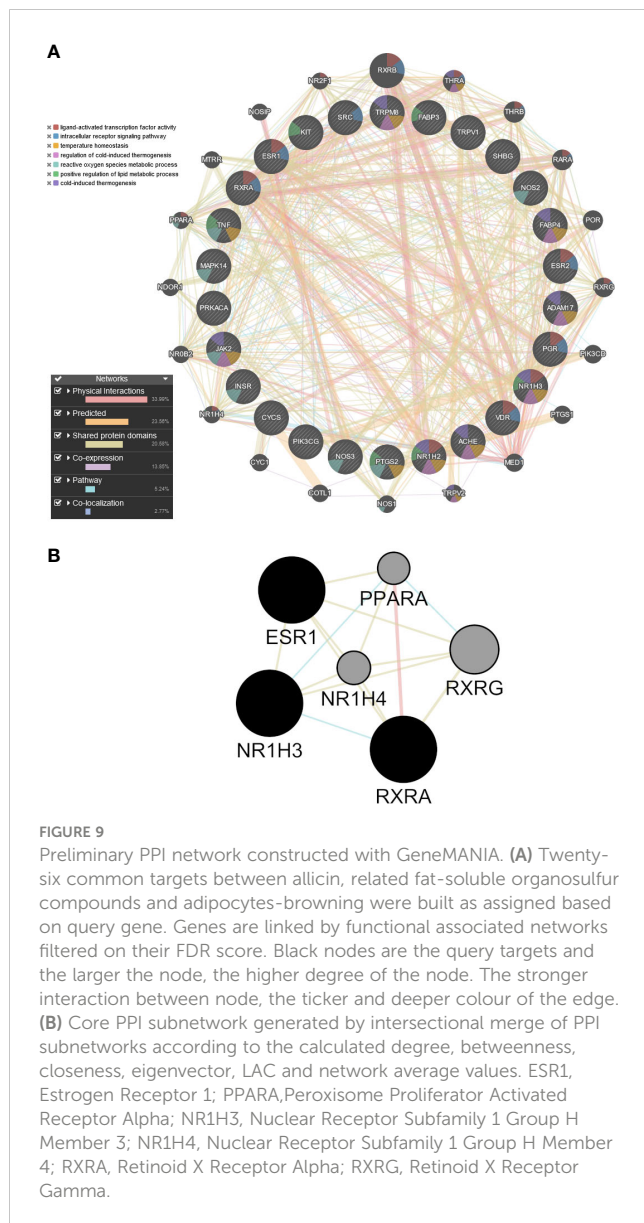 A
ligand-activated transcription factor activity
intracellular receptor signaling pathway
temperature homeostasis
regulation of cold-induced thermogenesis
reactive oxygen species metabolic process
positive regulation of lipid metabolic process
cold-induced thermogenesis
RXRB
NR2F1
THRA
NOSIP
THRB
KIT
SRC
TRPM8
FABP3
TRPV1
MTRR
ESR1
SHBG
RARA
RXRA
NOS2
PPARA
TNF
FABP4
POR
MAPK14
ESR2
NDOR1
RXRG
PRKACA
ADAM17
NR0B2
JAK2
PGR
PIK3CD
NR1H4
INSR
NR1H3
PTGS1
CYCS
VDR
CYC1
PIK3CG
NOS3
PTGS2
NR1H2
ACHE
MED1
COTL1
NOS1
TRPV2
Networks
Physical Interactions
Predicted
Shared protein domains
Co-expression
Pathway
Co-localization
2.77%
B
PPARA
ESR1
RXRG
NR1H4
NR1H3
RXRA
FIGURE 9
Preliminary PPI network constructed with GeneMANIA. (A) Twenty-
six common targets between allicin, related fat-soluble organosulfur
compounds and adipocytes-browning were built as assigned based
on query gene. Genes are linked by functional associated networks
filtered on their FDR score. Black nodes are the query targets and
the larger the node, the higher degree of the node. The stronger
interaction between node, the ticker and deeper colour of the edge.
(B) Core PPI subnetwork generated by intersectional merge of PPI
subnetworks according to the calculated degree, betweenness,
closeness, eigenvector, LAC and network average values. ESR1,
Estrogen Receptor 1; PPARA,Peroxisome Proliferator Activated
Receptor Alpha; NR1H3, Nuclear Receptor Subfamily 1 Group H
Member 3; NR1H4, Nuclear Receptor Subfamily 1 Group H Member
4; RXRA, Retinoid X Receptor Alpha; RXRG, Retinoid X Receptor
Gamma.